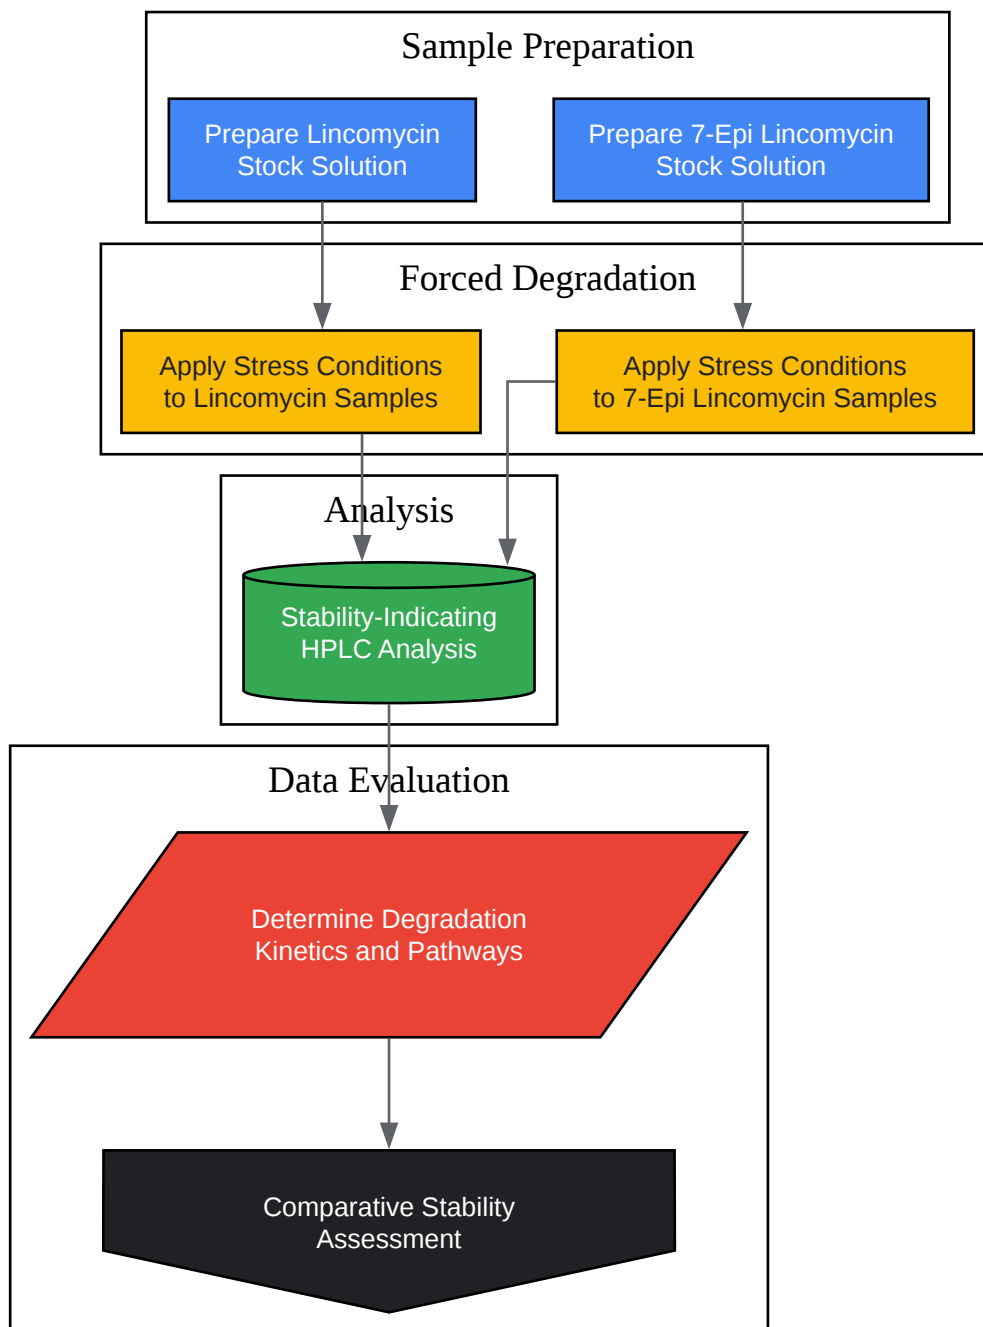 Sample Preparation
Prepare Lincomycin
Stock Solution
Prepare 7-Epi Lincomycin
Stock Solution
Forced Degradation
Apply Stress Conditions
to Lincomycin Samples
Apply Stress Conditions
to 7-Epi Lincomycin Samples
Analysis
Stability-Indicating
HPLC Analysis
Data Evaluation
Determine Degradation
Kinetics and Pathways
Comparative Stability
Assessment